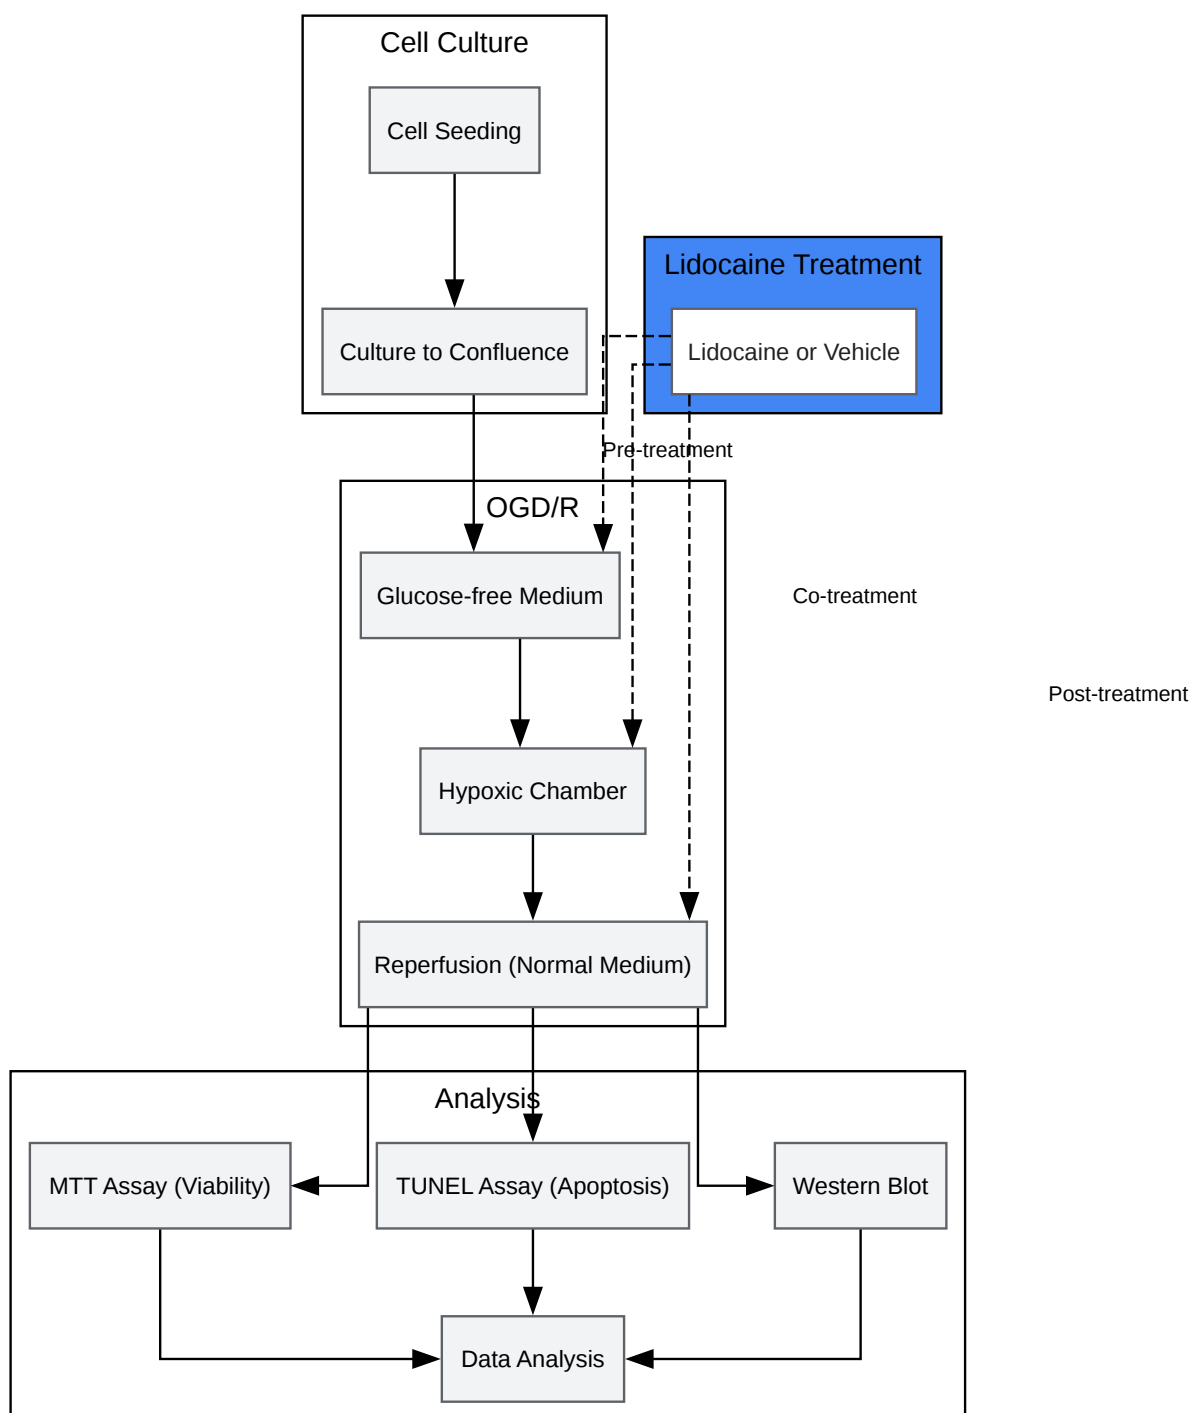 Cell Culture
Cell Seeding
Lidocaine Treatment
Culture to Confluence
Lidocaine or Vehicle
Pre-treatment
OGD/R
Glucose-free Medium
Co-treatment
Post-treatment
Hypoxic Chamber
Reperfusion (Normal Medium)
Analysis
MTT Assay (Viability)
TUNEL Assay (Apoptosis)
Western Blot
Data Analysis